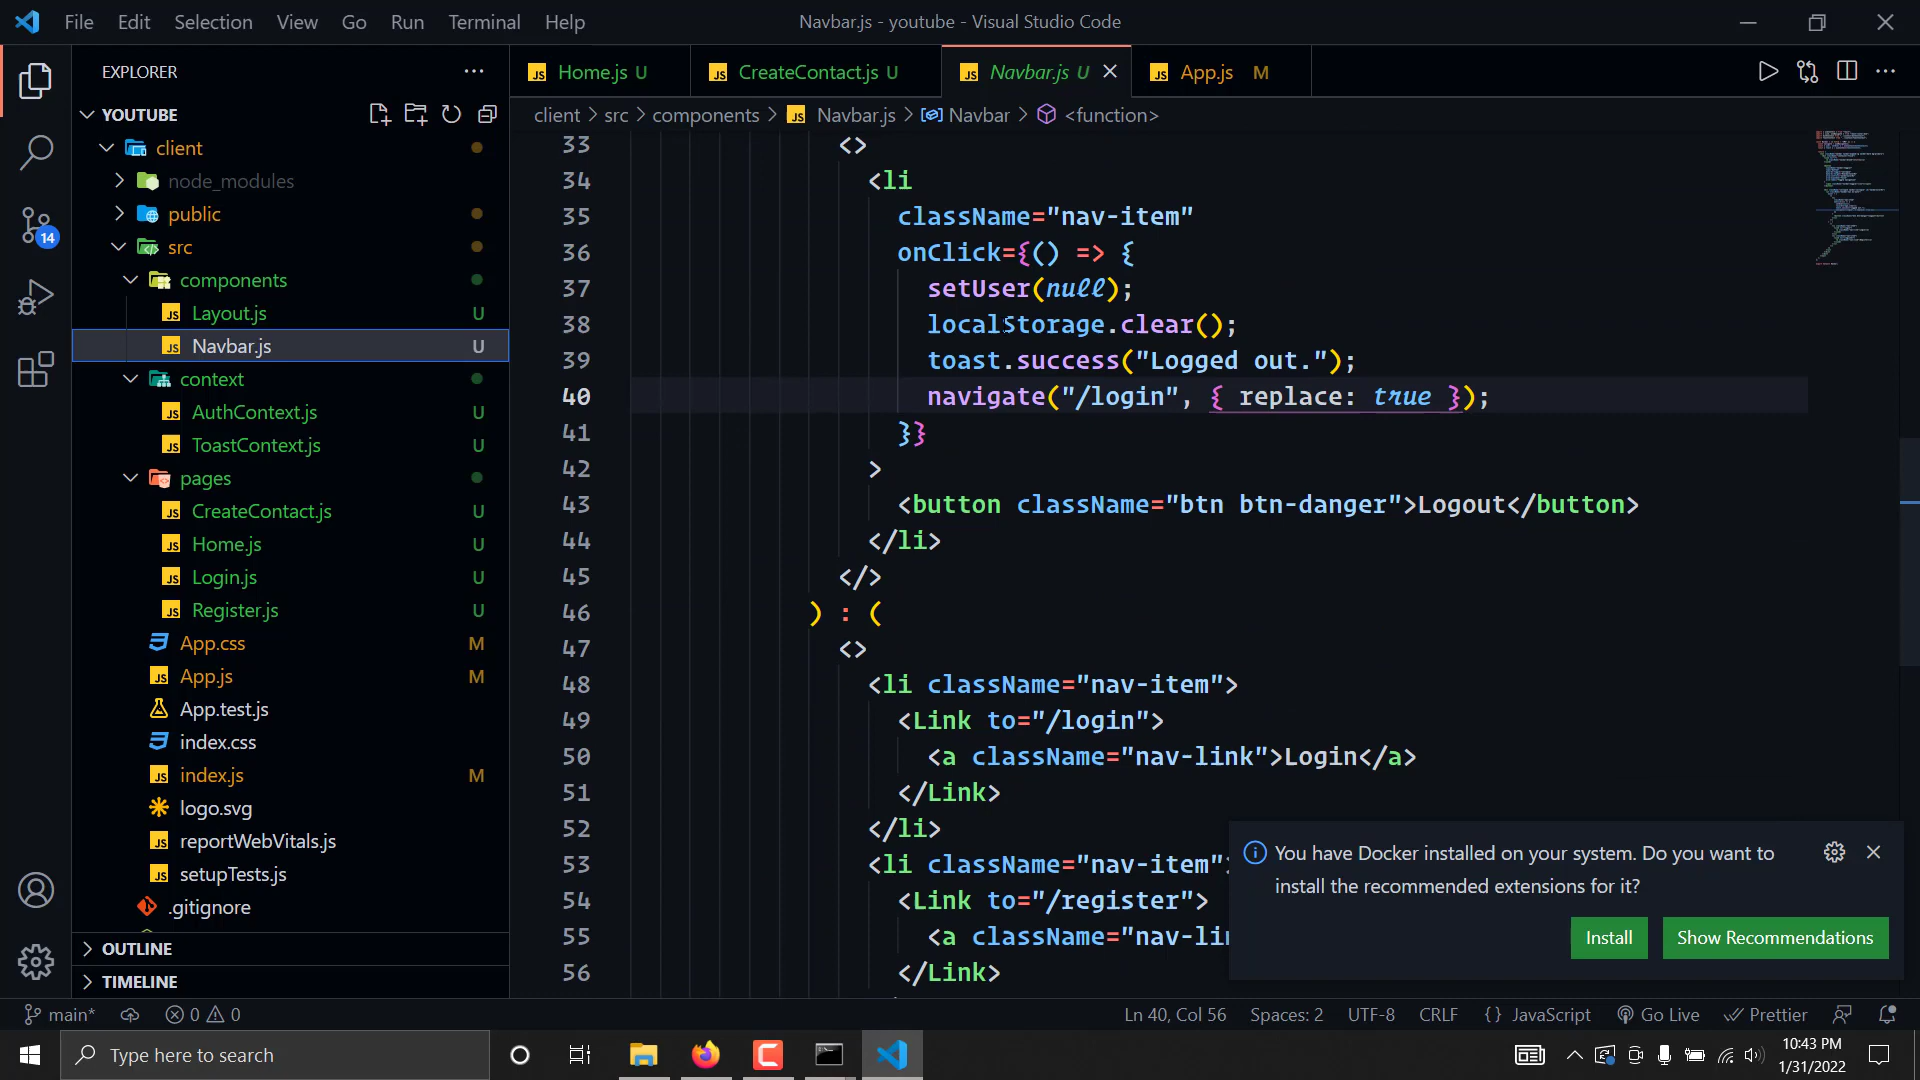 File Edit Selection View Go Run Terminal Help
Navbar.js - youtube - Visual Studio Code
EXPLORER
YOUTUBE
client
node_modules
public
src
components
Layout.js U
Navbar.js U
context
AuthContext.js U
ToastContext.js U
pages
CreateContact.js U
Home.js U
Login.js U
Register.js U
App.css M
App.js M
App.test.js
index.css
index.js M
logo.svg
reportWebVitals.js
setupTests.js
.gitignore
OUTLINE
TIMELINE
14
Home.js U
CreateContact.js U
Navbar.js U
App.js M
client > src > components > Navbar.js > Navbar > <function>
33 <>
34 <li
35 className="nav-item"
36 onClick={() => {
37 setUser(null);
38 localStorage.clear();
39 toast.success("Logged out.");
40 navigate("/login", { replace: true });
41 }}
42 >
43 <button className="btn btn-danger">Logout</button>
44 </li>
45 </>
46 ) : (
47 <>
48 <li className="nav-item">
49 <Link to="/login">
50 <a className="nav-link">Login</a>
51 </Link>
52 </li>
53 <li className="nav-item"
54 <Link to="/register">
55 <a className="nav-li
56 </Link>
You have Docker installed on your system. Do you want to
install the recommended extensions for it?
Install
Show Recommendations
main* 0 0
Ln 40, Col 56 Spaces: 2 UTF-8 CRLF {} JavaScript Go Live Prettier
Type here to search
10:43 PM
1/31/2022